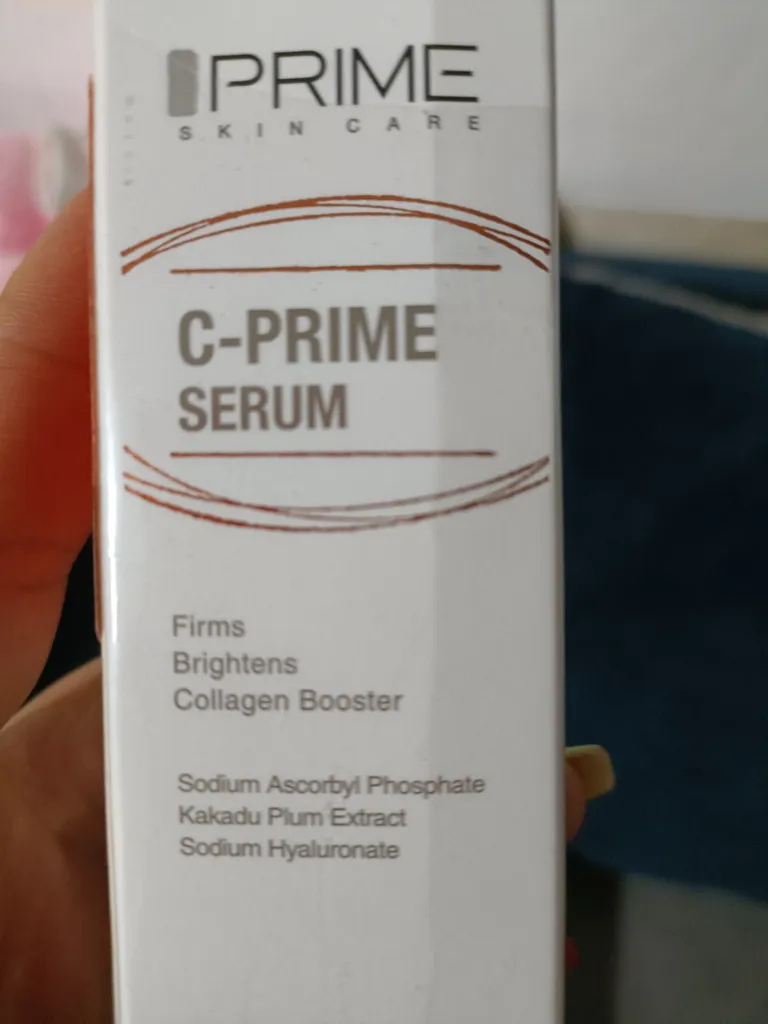 PRIME
SKIN CARE
C-PRIME
SERUM
Firms
Brightens
Collagen Booster
Sodium Ascorbyl Phosphate
Kakadu Plum Extract
Sodium Hyaluronate